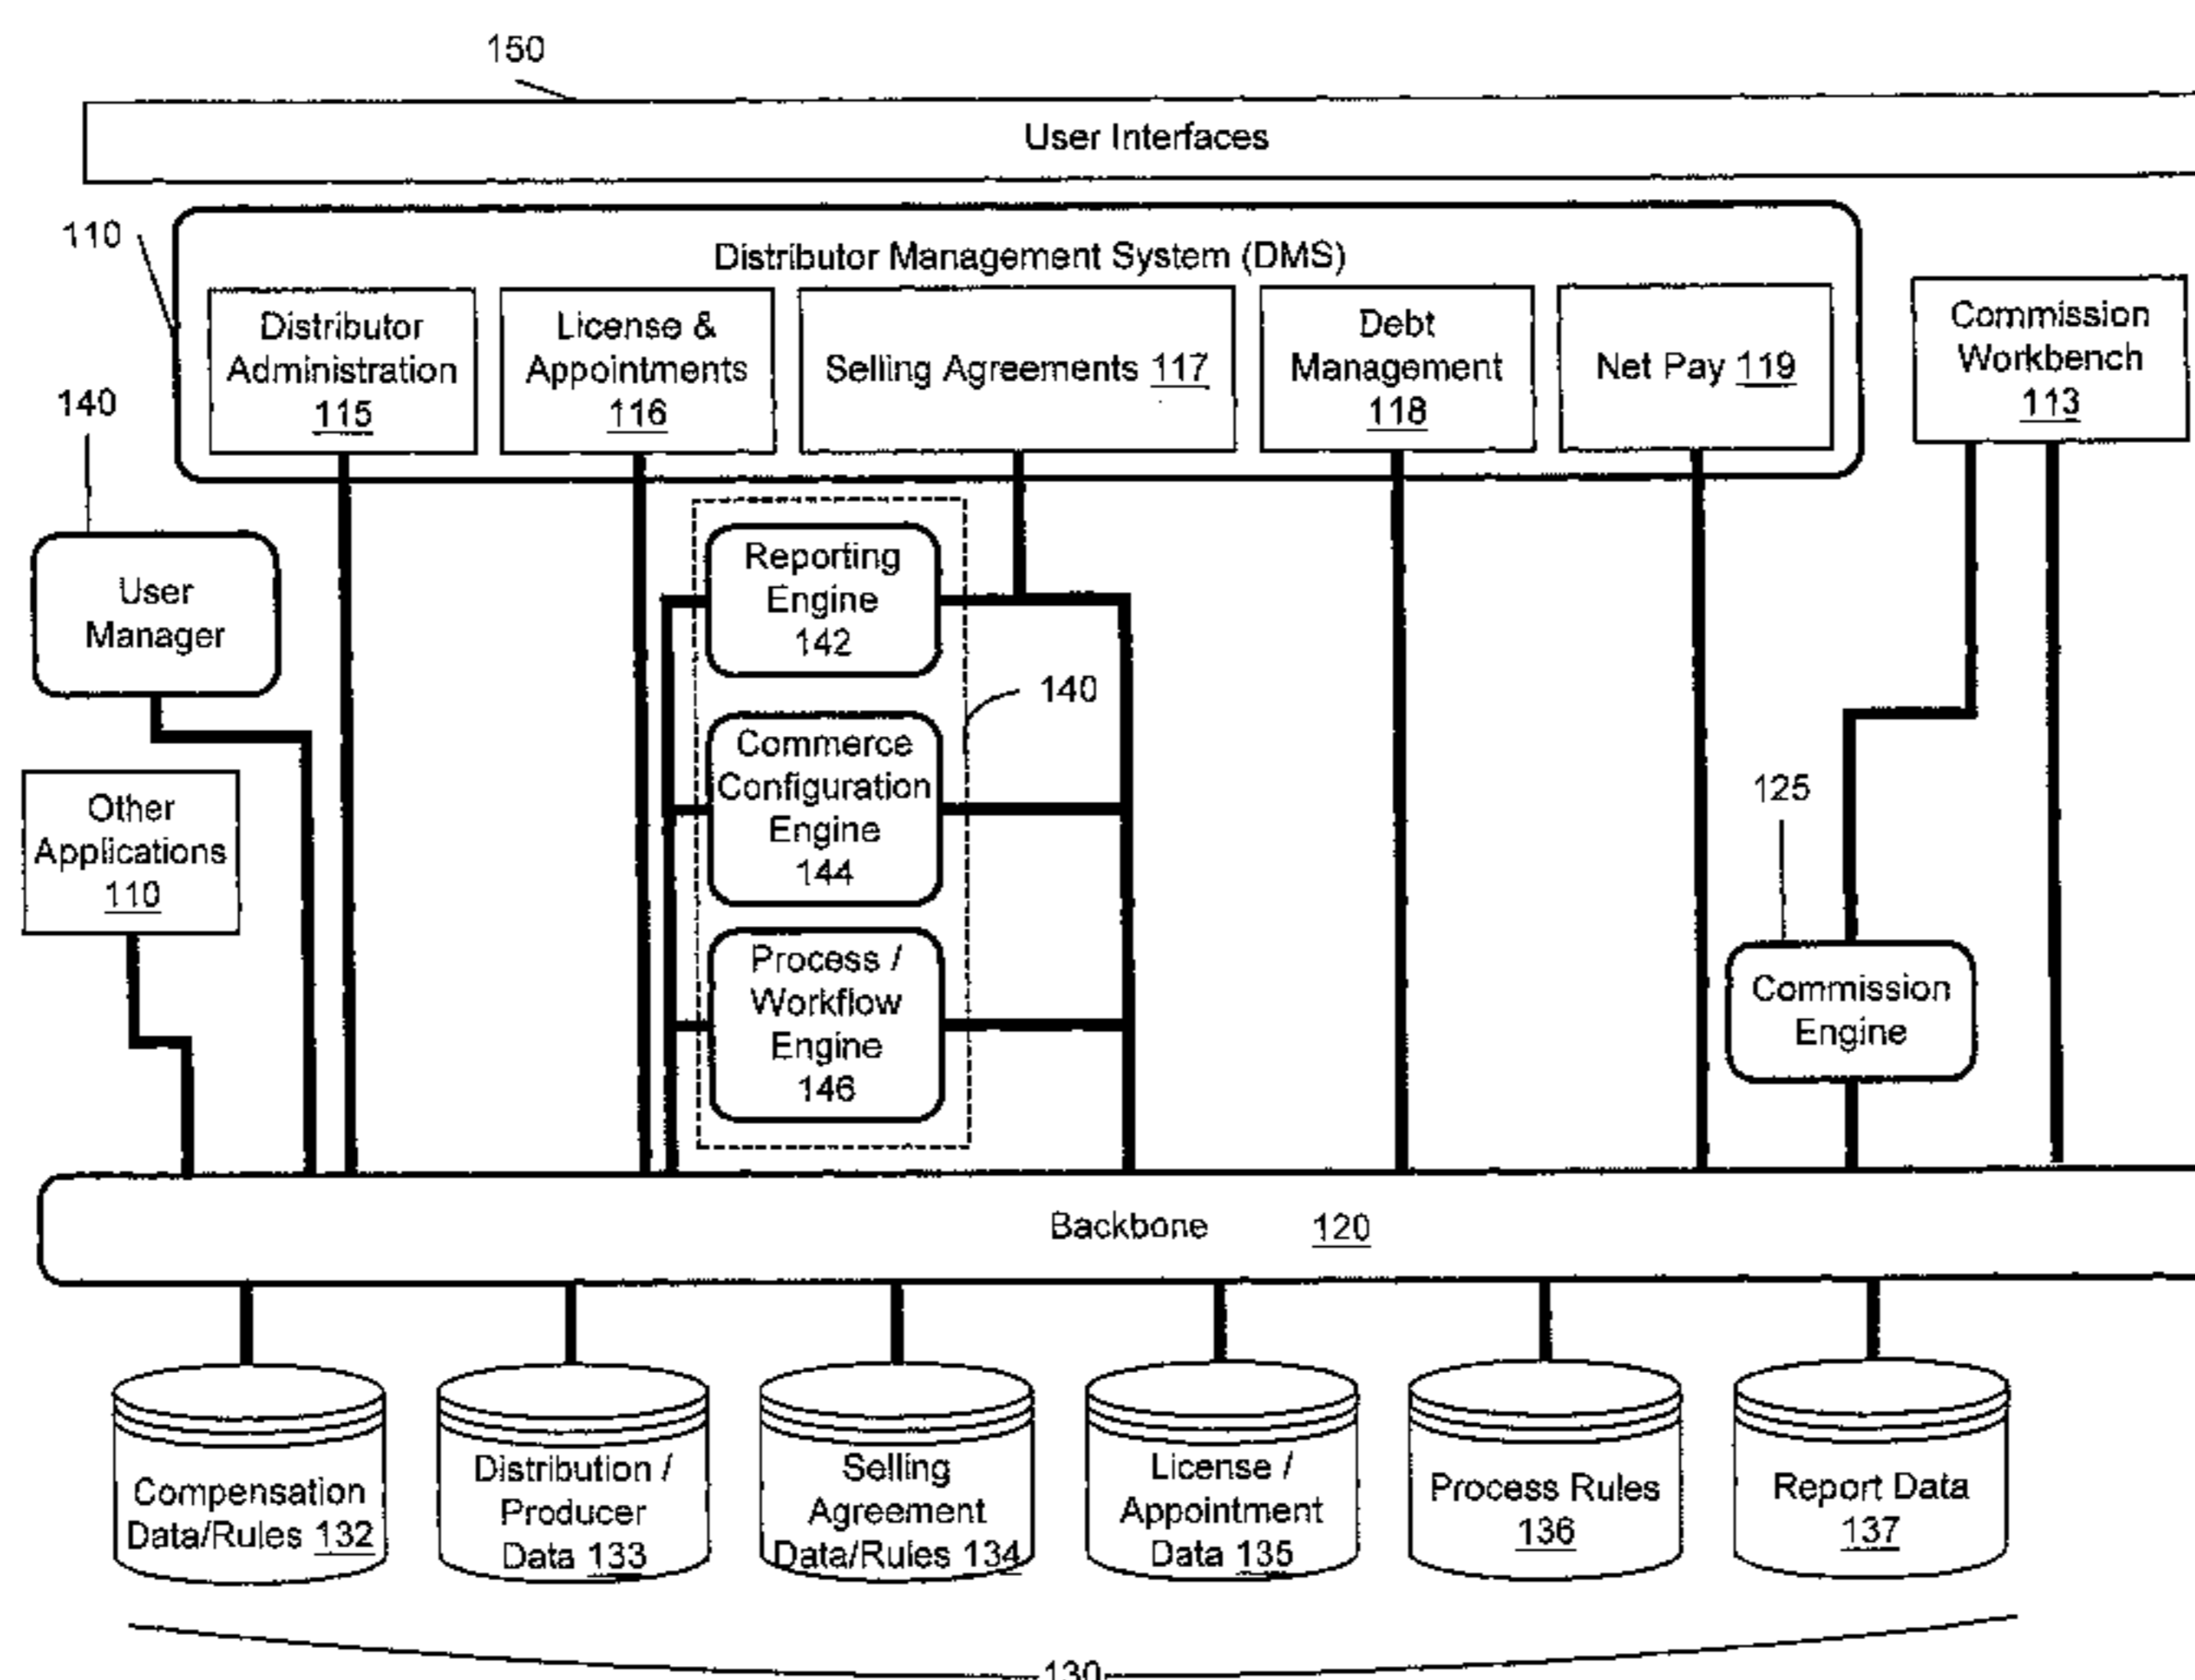 150
User Interfaces
110
Distributor Management System (DMS)
Distributor
Administration
115
License &
Appointments
116
Selling Agreements 117
Debt
Management
118
Net Pay 119
Commission
Workbench
113
140
User
Manager
Reporting
Engine
142
140
Commerce
Configuration
Engine
144
Other
Applications
110
125
Process /
Workflow
Engine
146
Commission
Engine
Backbone 120
Compensation
Data/Rules 132
Distribution /
Producer
Data 133
Selling
Agreement
Data/Rules 134
License /
Appointment
Data 135
Process Rules
136
Report Data
137
130